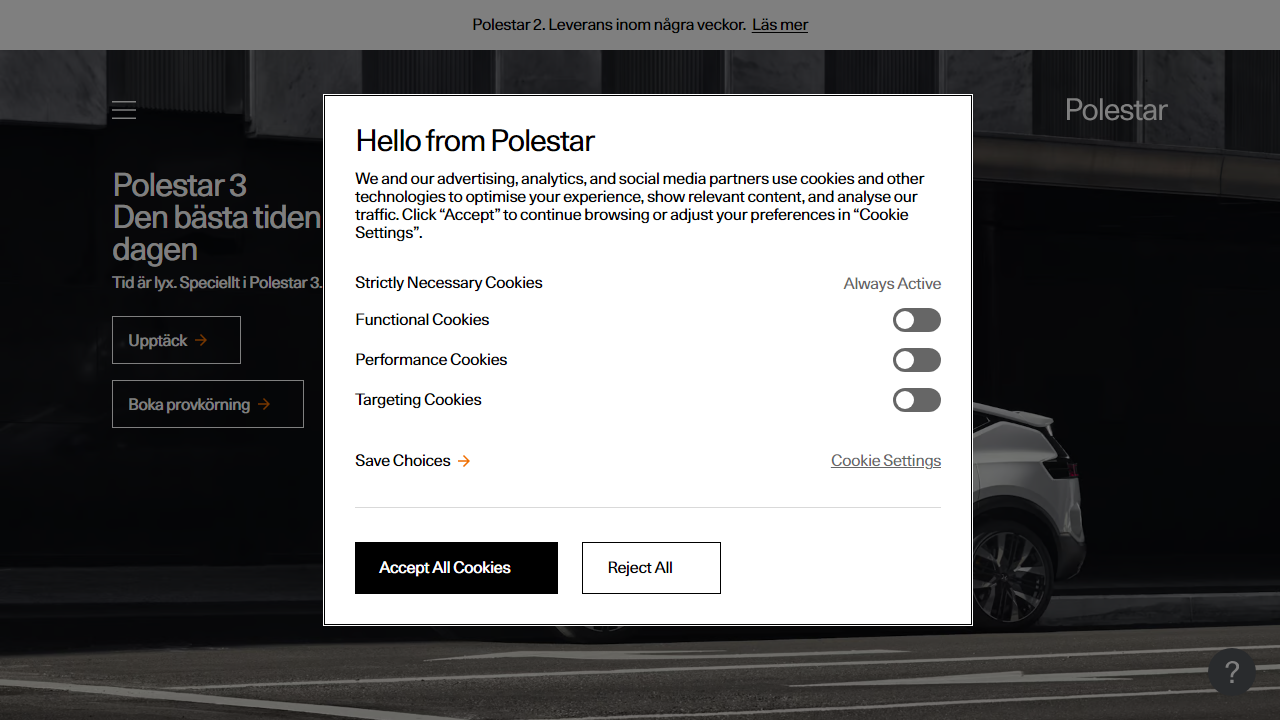 Polestar 2. Leverans inom några veckor. Läs mer
Polestar
Polestar 3
Den bästa tiden
dagen
Tid är lyx. Speciellt i Polestar 3.
Upptäck
Boka provkörning
Hello from Polestar
We and our advertising, analytics, and social media partners use cookies and other
technologies to optimise your experience, show relevant content, and analyse our
traffic. Click “Accept” to continue browsing or adjust your preferences in “Cookie
Settings”.
Strictly Necessary Cookies Always Active
Functional Cookies
Performance Cookies
Targeting Cookies
Save Choices Cookie Settings
Accept All Cookies Reject All
?